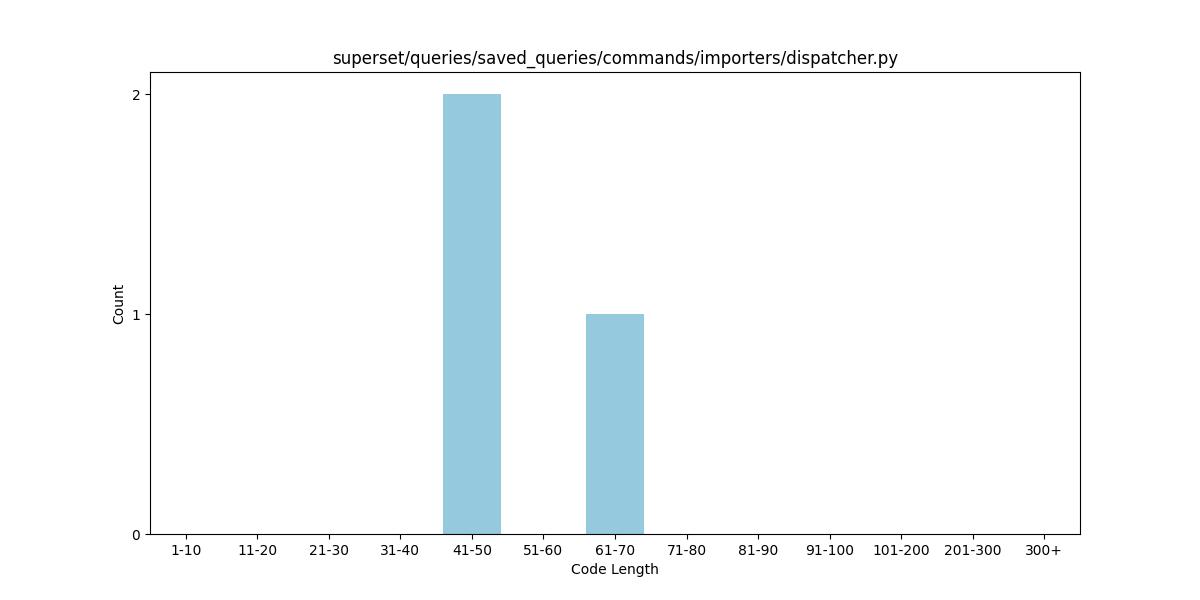 superset/queries/saved_queries/commands/importers/dispatcher.py
2
1
0
Count
1-10 11-20 21-30 31-40 41-50 51-60 61-70 71-80 81-90 91-100 101-200 201-300 300+
Code Length